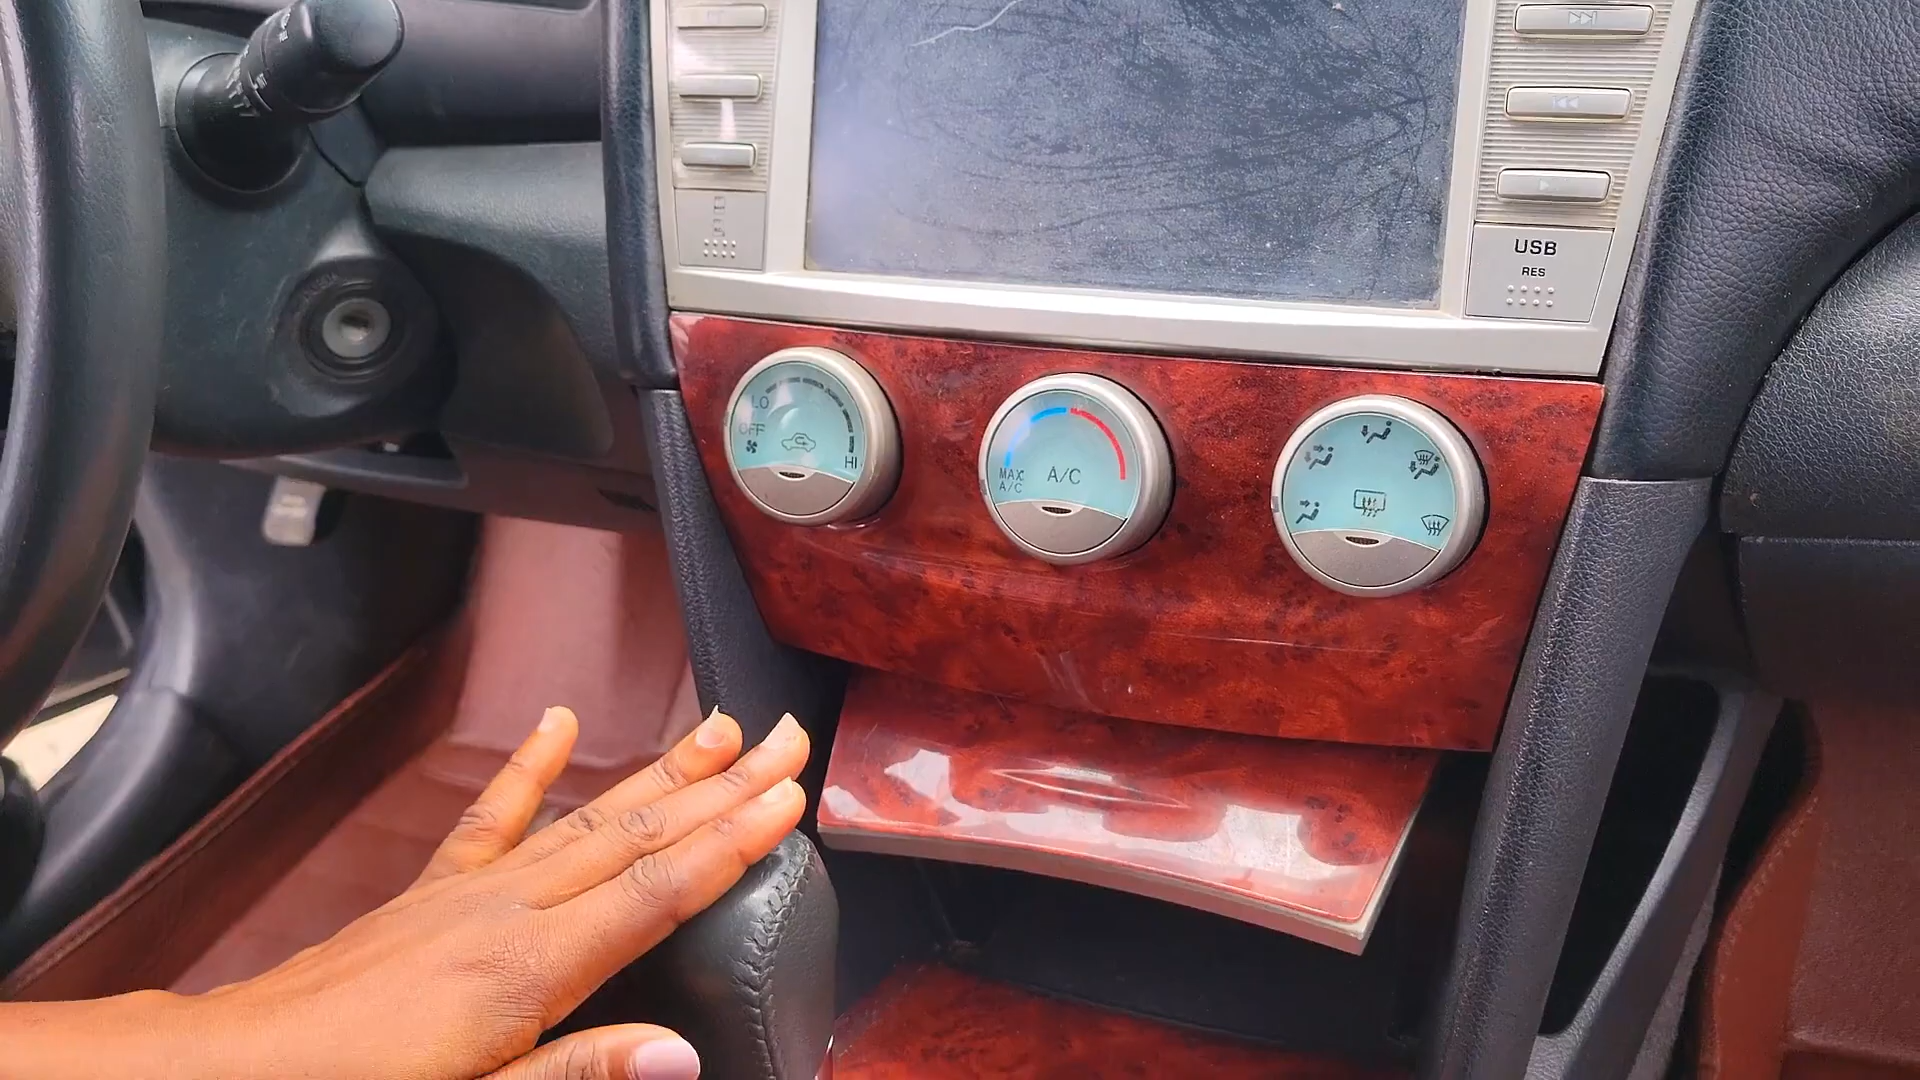 USB
RES
LO
OFF
HI
MAX
A/C
A/C